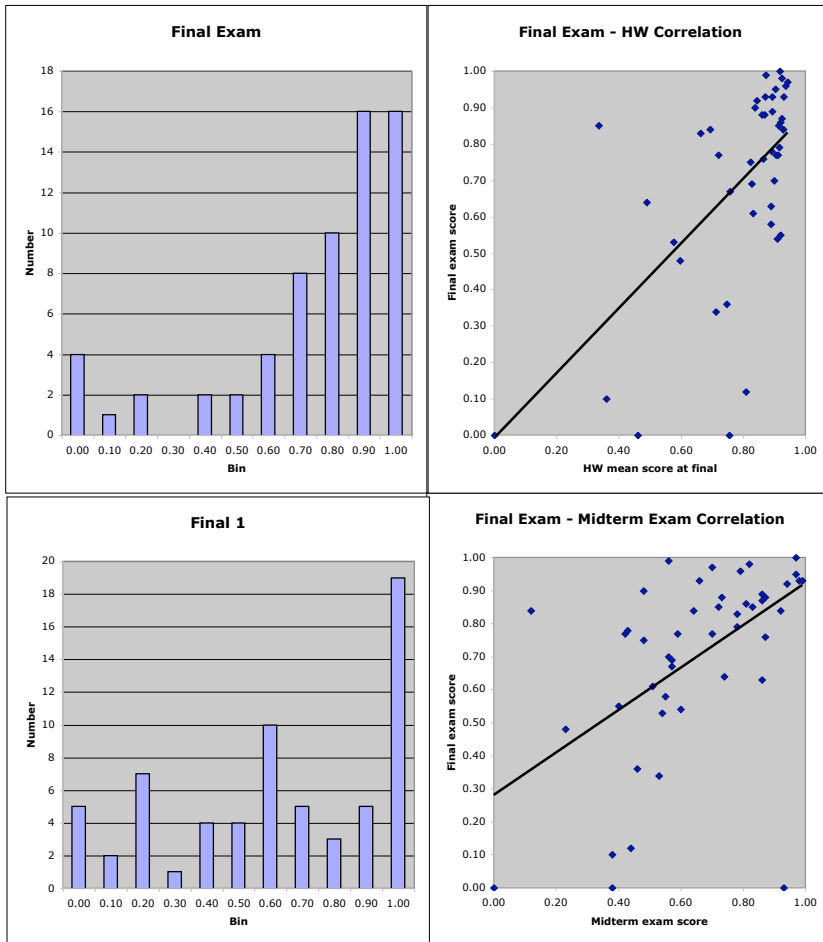 Final Exam
18
16
14
12
10
8
6
4
2
0
Number
0.00 0.10 0.20 0.30 0.40 0.50 0.60 0.70 0.80 0.90 1.00
Bin
Final Exam - HW Correlation
1.00
0.90
0.80
0.70
0.60
0.50
0.40
0.30
0.20
0.10
0.00
Final exam score
0.00 0.20 0.40 0.60 0.80 1.00
HW mean score at final
Final 1
20
18
16
14
12
10
8
6
4
2
0
Number
0.00 0.10 0.20 0.30 0.40 0.50 0.60 0.70 0.80 0.90 1.00
Bin
Final Exam - Midterm Exam Correlation
1.00
0.90
0.80
0.70
0.60
0.50
0.40
0.30
0.20
0.10
0.00
Final exam score
0.00 0.20 0.40 0.60 0.80 1.00
Midterm exam score